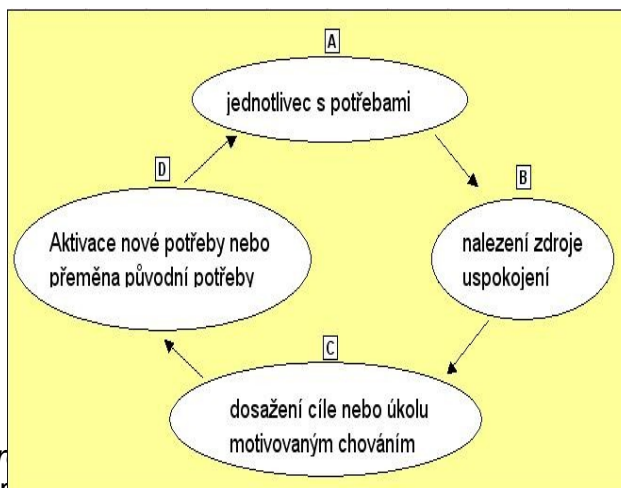 A
jednotlivec s potřebami
B
nalezení zdroje
uspokojení
C
dosažení cíle nebo úkolu
motivovaným chováním
D
Aktivace nové potřeby nebo
přeměna původní potřeby